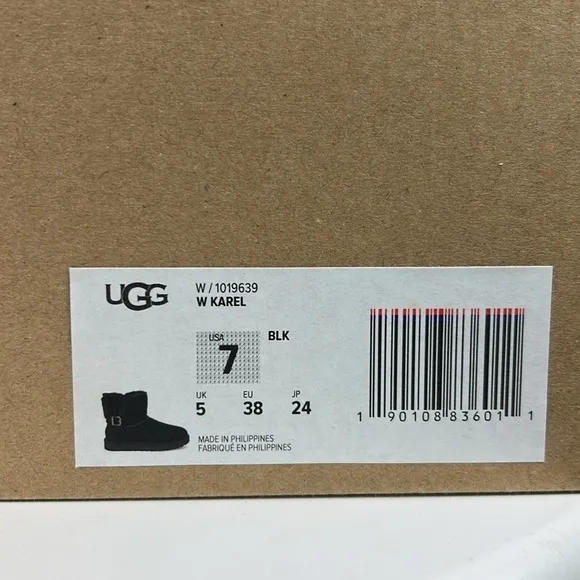 UGG
W / 1019639
W KAREL
USA
7
BLK
UK EU JP
5 38 24
MADE IN PHILIPPINES
FABRIQUÉ EN PHILIPPINES
1 90108 83601 1